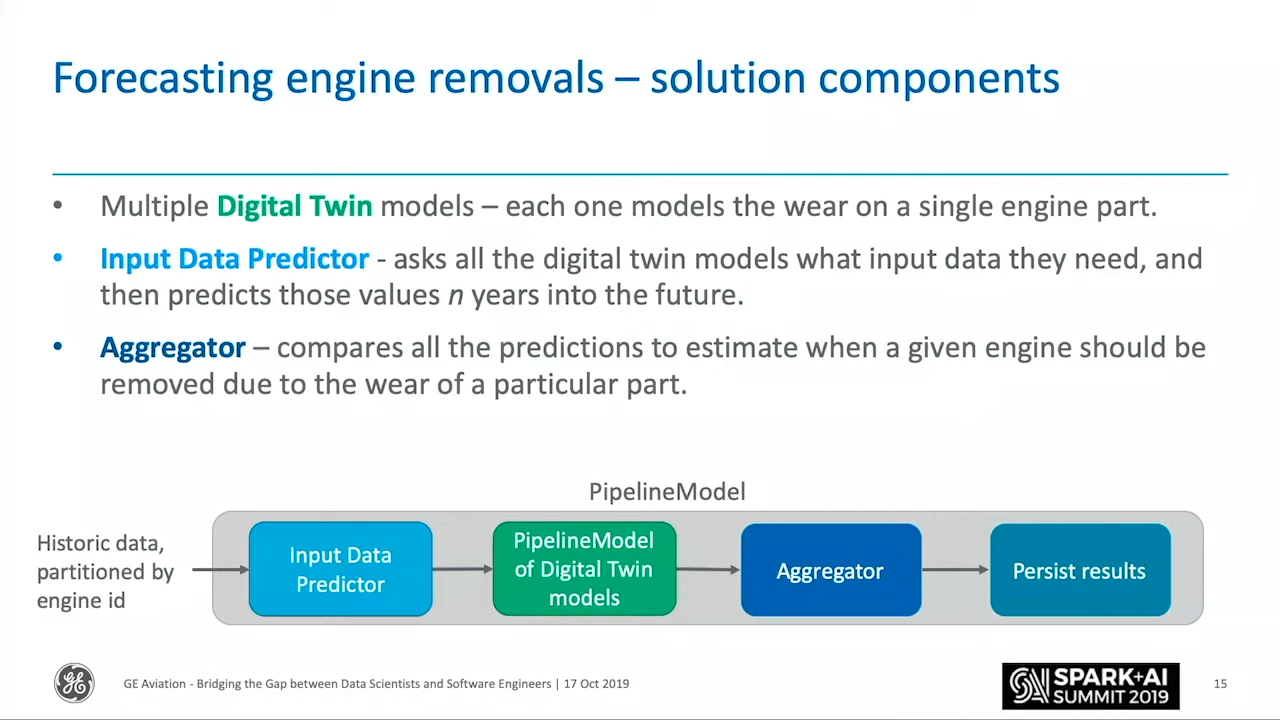 Forecasting engine removals – solution components
• Multiple Digital Twin models – each one models the wear on a single engine part.
• Input Data Predictor - asks all the digital twin models what input data they need, and
then predicts those values n years into the future.
• Aggregator – compares all the predictions to estimate when a given engine should be
removed due to the wear of a particular part.
PipelineModel
Historic data,
partitioned by
engine id
Input Data
Predictor
PipelineModel
of Digital Twin
models
Aggregator
Persist results
GE
GE Aviation - Bridging the Gap between Data Scientists and Software Engineers | 17 Oct 2019
SPARK+AI
SUMMIT 2019
15